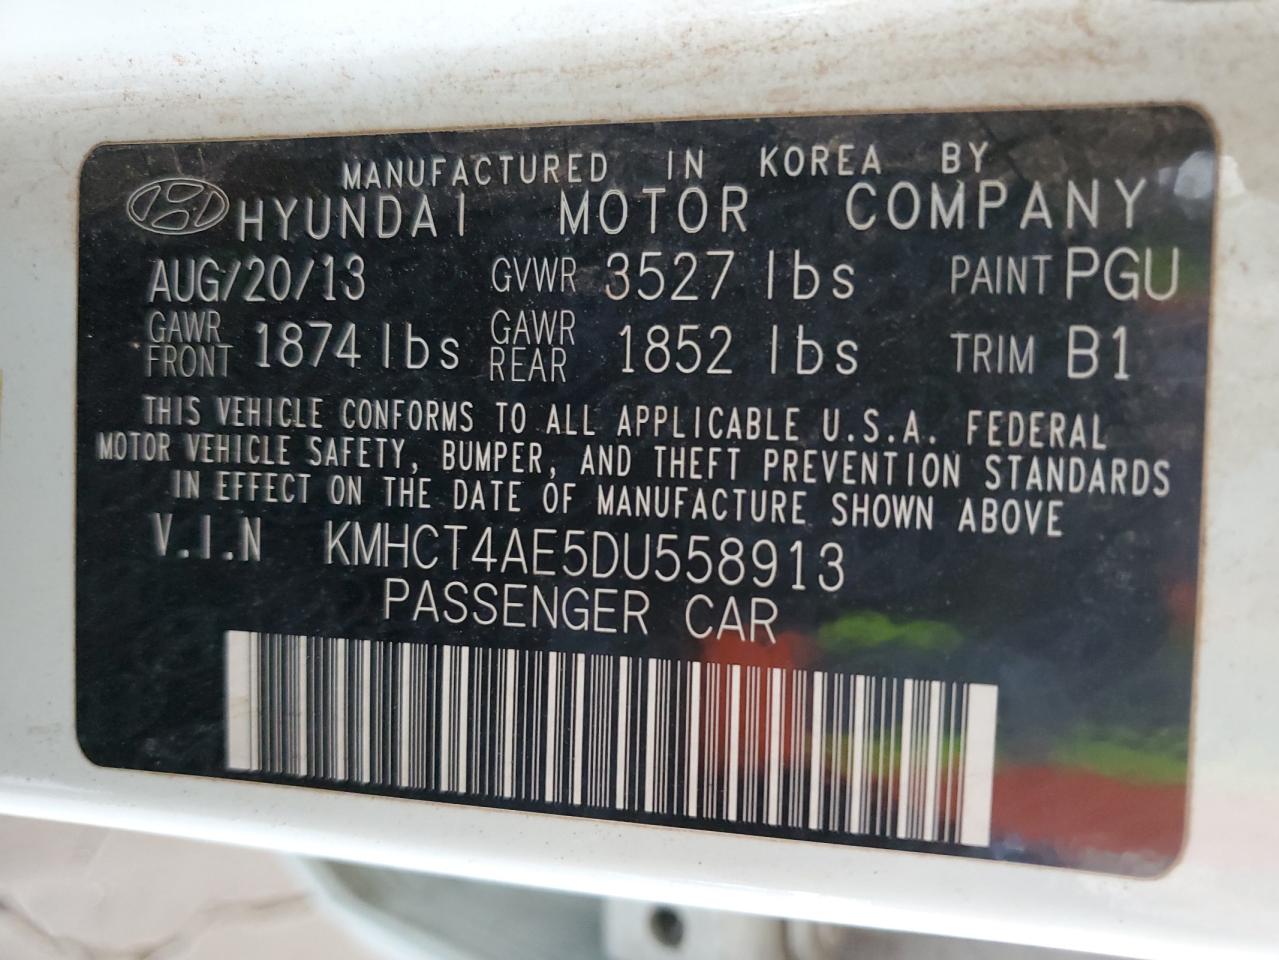 MANUFACTURED IN KOREA BY
HYUNDAI MOTOR COMPANY
AUG/20/13 GVWR 3527 lbs PAINT PGU
GAWR FRONT 1874 lbs GAWR REAR 1852 lbs TRIM B1
THIS VEHICLE CONFORMS TO ALL APPLICABLE U.S.A. FEDERAL
MOTOR VEHICLE SAFETY, BUMPER, AND THEFT PREVENTION STANDARDS
IN EFFECT ON THE DATE OF MANUFACTURE SHOWN ABOVE
V.I.N KMHCT4AE5DU558913
PASSENGER CAR